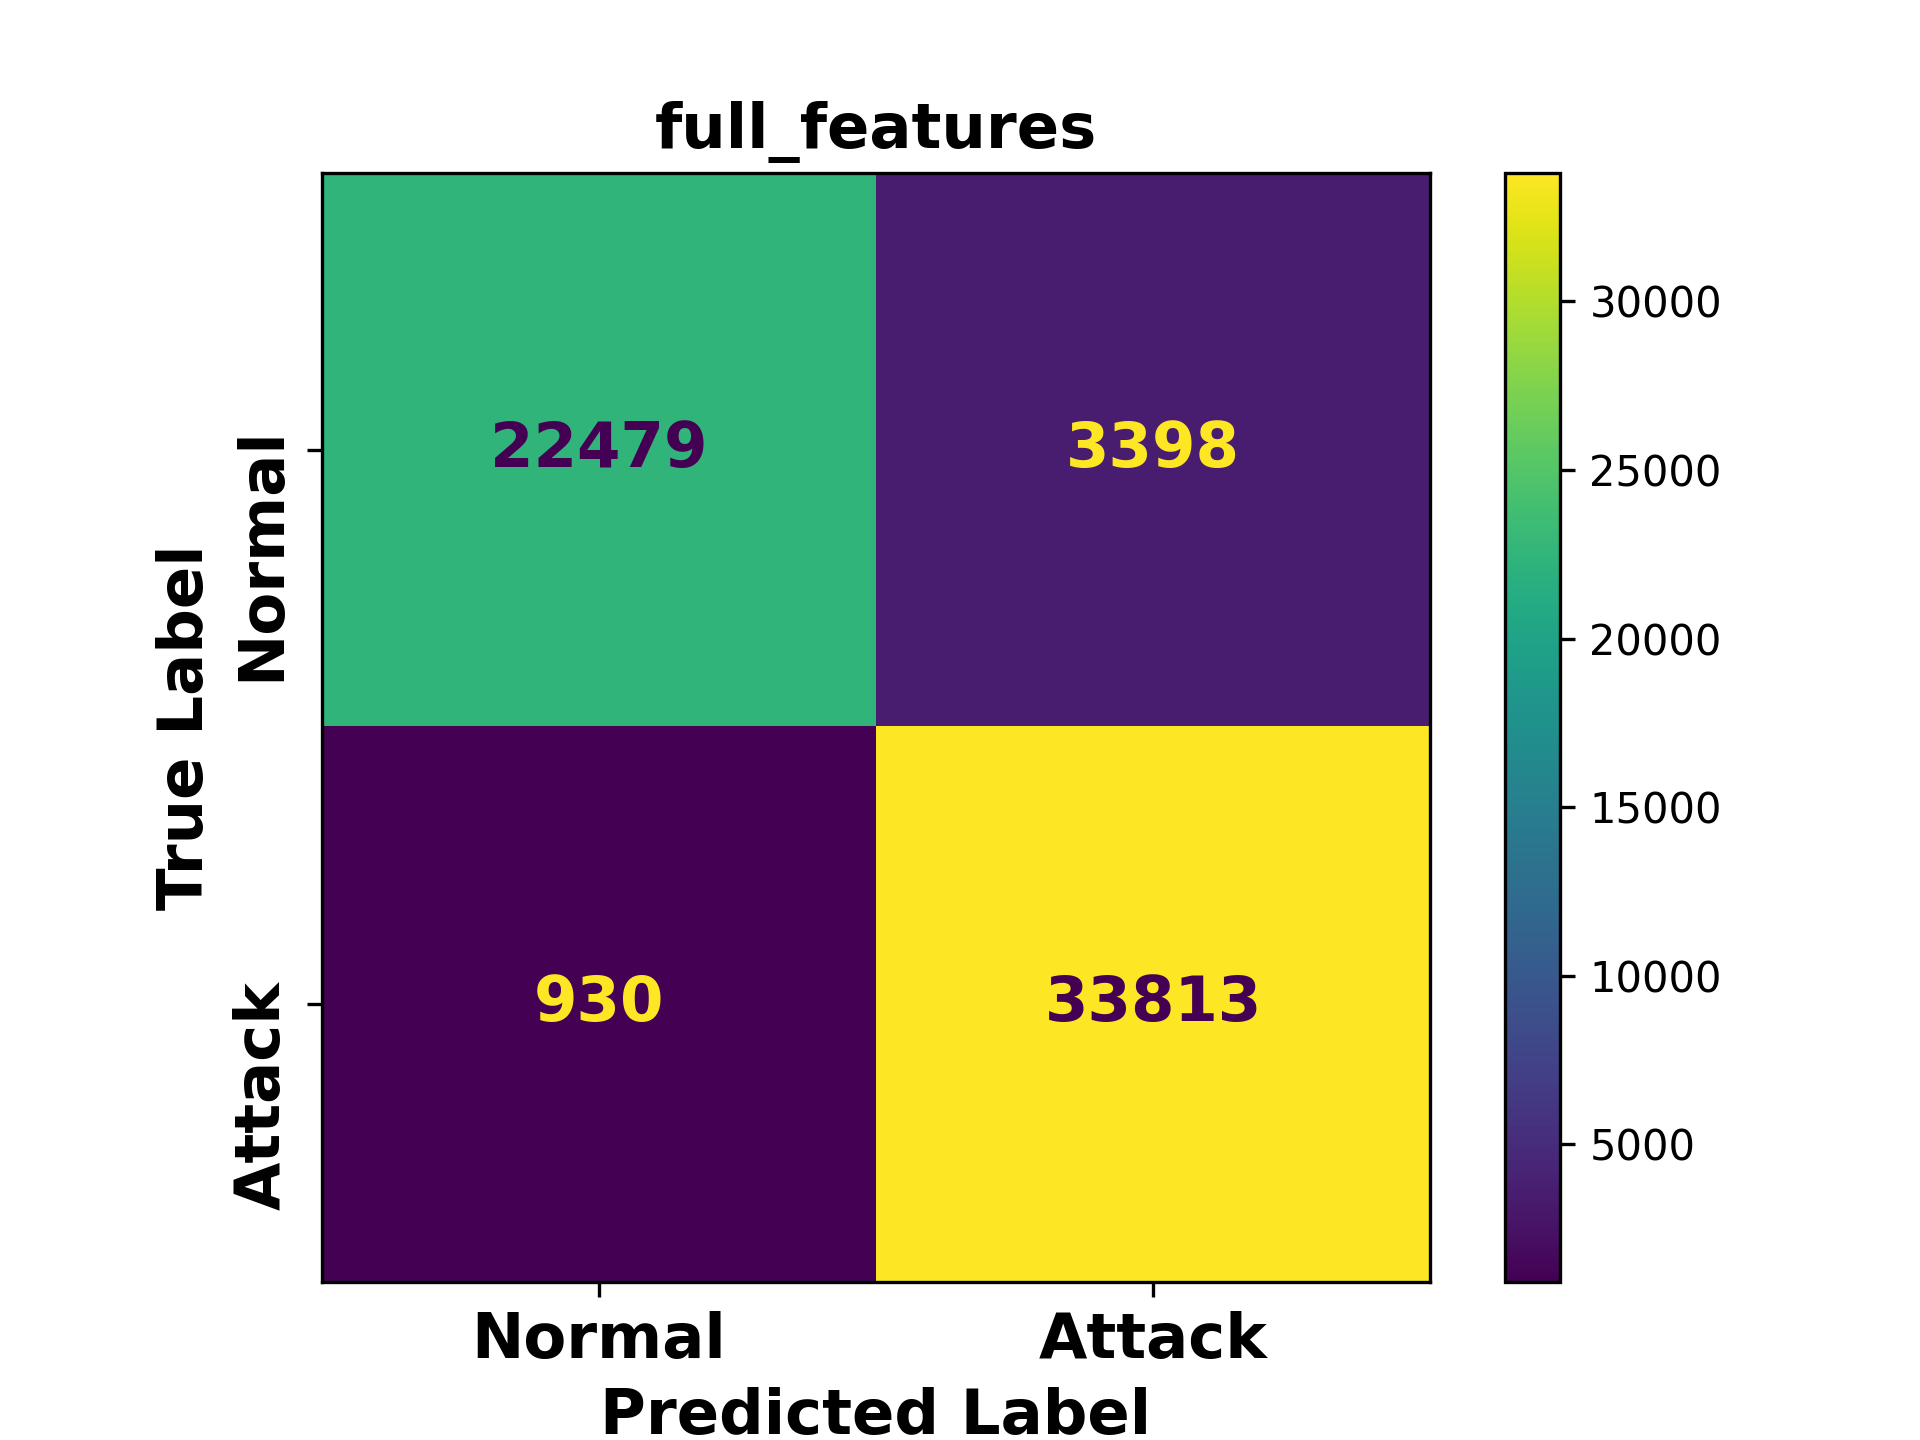 full_features
True Label
Normal
Attack
22479
3398
930
33813
Normal
Attack
Predicted Label
30000
25000
20000
15000
10000
5000